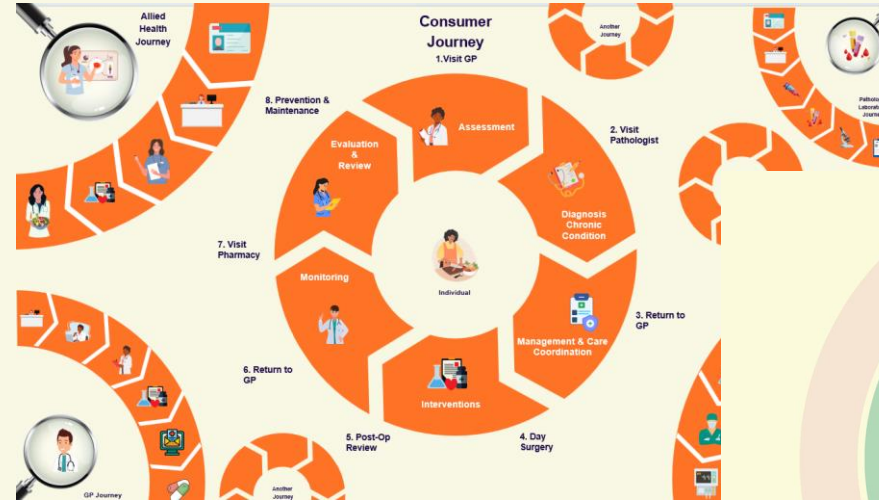 Allied
Health
Journey
Consumer
Journey
1.Visit GP
Another
Journey
Laborat
Journe
8. Prevention &
Maintenance
Assessment
2. Visit
Pathologist
Evaluation
&
Review
Diagnosis
Chronic
Condition
7. Visit
Pharmacy
Monitoring
Individual
3. Return to
GP
Management & Care
Coordination
6. Return to
GP
Interventions
5. Post-Op
Review
4. Day
Surgery
GP Journey
Another
Journey